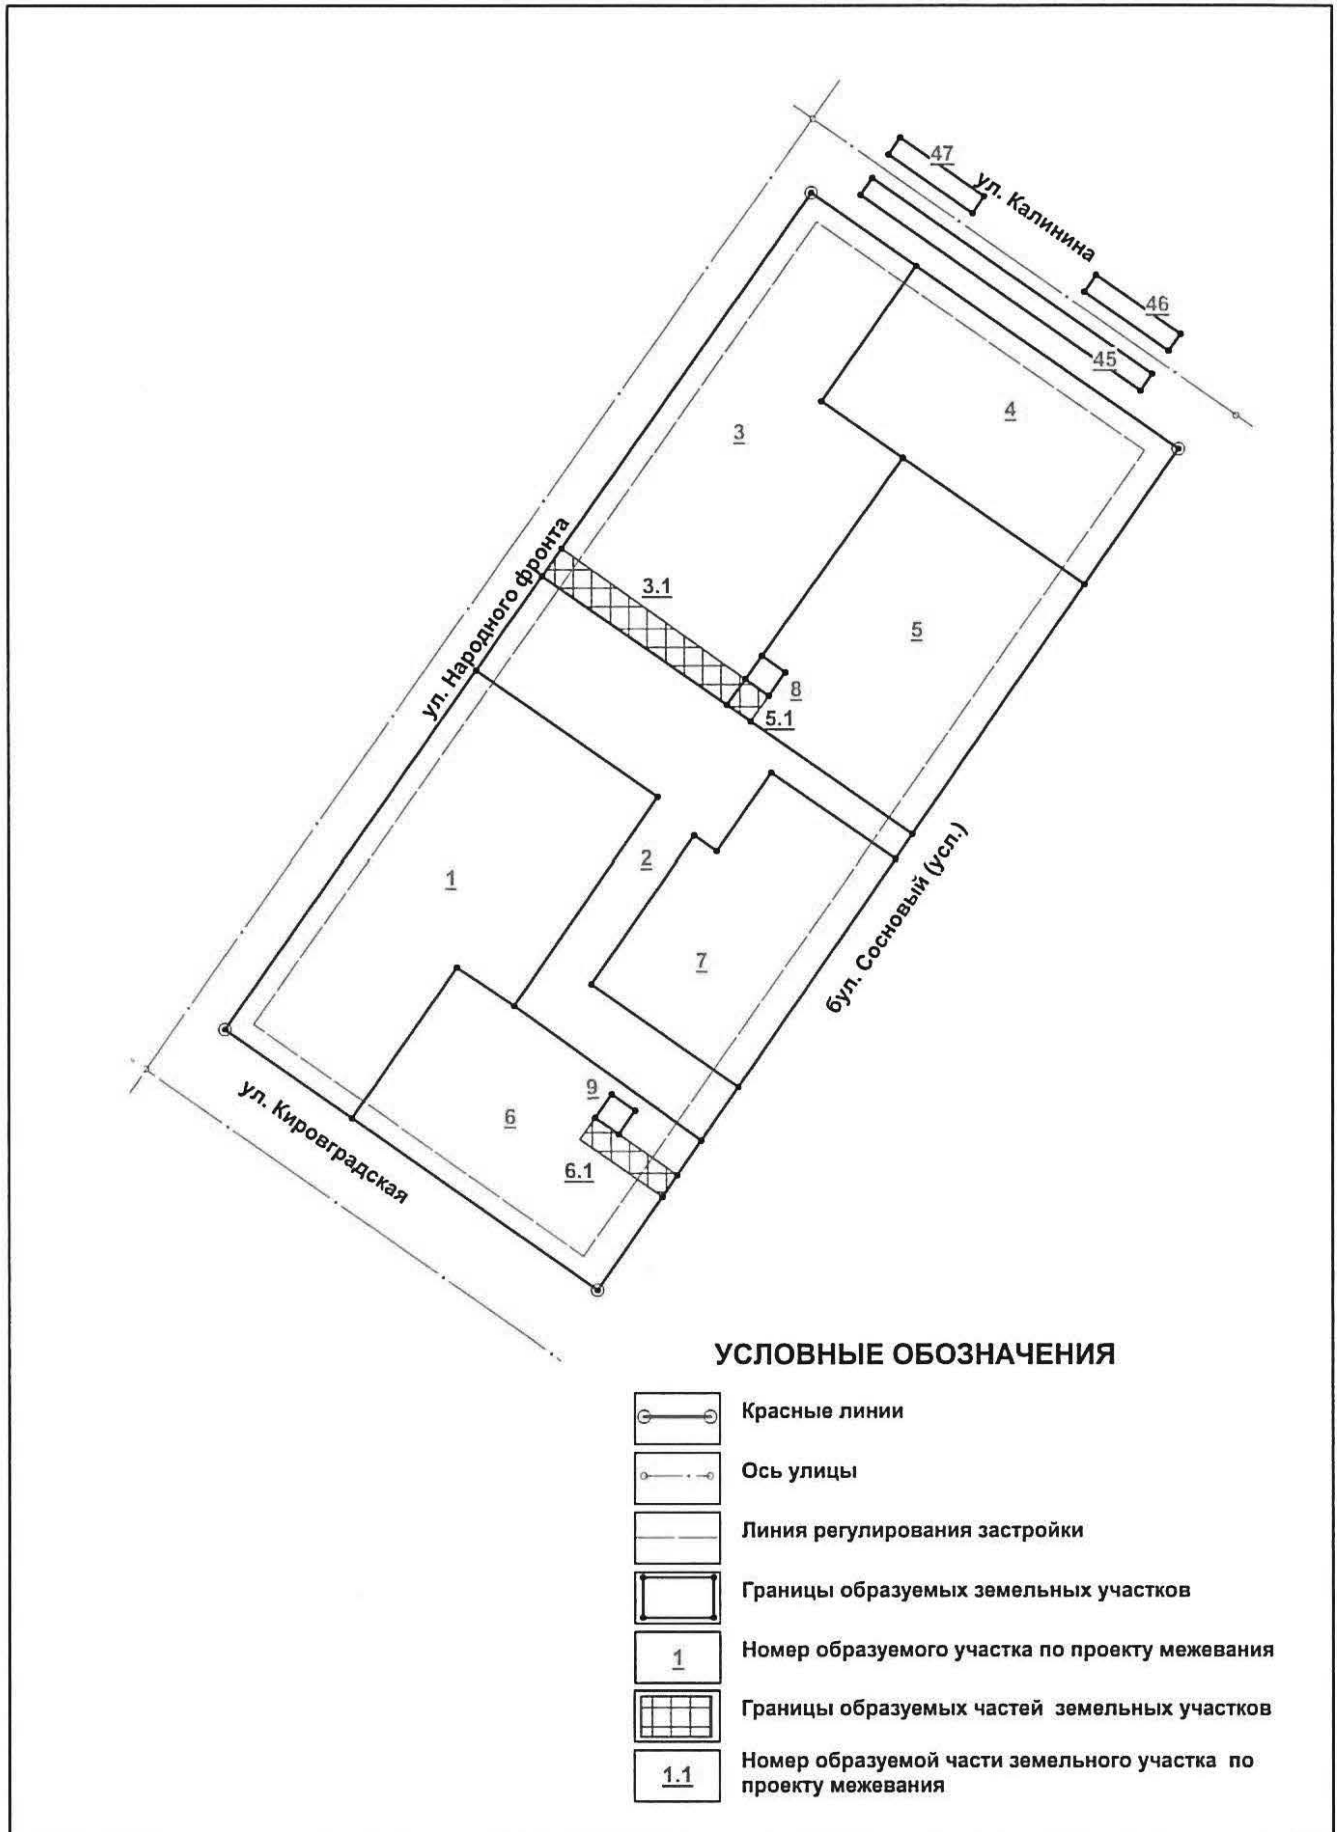 47
ул. Калинина
46
45
4
3
ул. Народного фронта
3.1
5
8
5.1
2
1
7
бул. Сосновый (усл.)
9
6
6.1
ул. Кировградская
УСЛОВНЫЕ ОБОЗНАЧЕНИЯ
Красные линии
Ось улицы
Линия регулирования застройки
Границы образуемых земельных участков
1
Номер образуемого участка по проекту межевания
Границы образуемых частей земельных участков
1.1
Номер образуемой части земельного участка по
проекту межевания